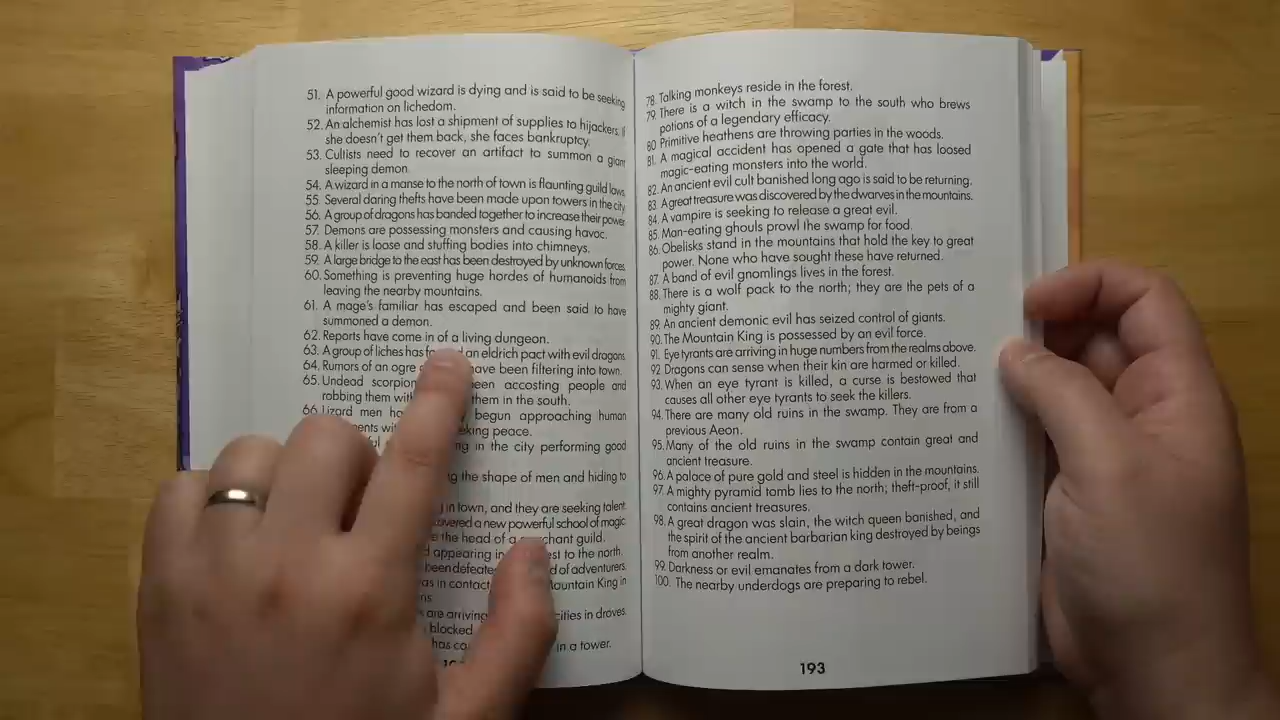 51. A powerful good wizard is dying and is said to be seeking
information on lichedom.
52. An alchemist has lost a shipment of supplies to hijackers. If
she doesn't get them back, she faces bankruptcy.
53. Cultists need to recover an artifact to summon a giant
sleeping demon.
54. A wizard in a manse to the north of town is flaunting guild laws.
55. Several daring thefts have been made upon towers in the city
56. A group of dragons has banded together to increase their power
57. Demons are possessing monsters and causing havoc.
58. A killer is loose and stuffing bodies into chimneys.
59. A large bridge to the east has been destroyed by unknown forces
60. Something is preventing huge hordes of humanoids from
leaving the nearby mountains.
61. A mage's familiar has escaped and been said to have
summoned a demon.
62. Reports have come in of a living dungeon.
63. A group of liches has an eldrich pact with evil dragons.
64. Rumors of an ogre have been filtering into town.
65. Undead accosting people and
robbing them them in the south.
66. Lizard men begun approaching human
peace.
in the city performing good
the shape of men and hiding to
in town, and they are seeking talent.
a new powerful school of magic
the head of a guild.
appearing in to the north.
been of adventurers.
in Mountain King in
are arriving cities in droves.
blocked
has in a tower.
78. Talking monkeys reside in the forest.
79. There is a witch in the swamp to the south who brews
potions of a legendary efficacy.
80 Primitive heathens are throwing parties in the woods.
81. A magical accident has opened a gate that has loosed
magic-eating monsters into the world.
82. An ancient evil cult banished long ago is said to be returning.
83. A great treasure was discovered by the dwarves in the mountains.
84. A vampire is seeking to release a great evil.
85. Man-eating ghouls prowl the swamp for food.
86. Obelisks stand in the mountains that hold the key to great
power. None who have sought these have returned.
87. A band of evil gnomlings lives in the forest.
88. There is a wolf pack to the north; they are the pets of a
mighty giant.
89. An ancient demonic evil has seized control of giants.
90. The Mountain King is possessed by an evil force.
91. Eye tyrants are arriving in huge numbers from the realms above.
92. Dragons can sense when their kin are harmed or killed.
93. When an eye tyrant is killed, a curse is bestowed that
causes all other eye tyrants to seek the killers.
94. There are many old ruins in the swamp. They are from a
previous Aeon.
95. Many of the old ruins in the swamp contain great and
ancient treasure.
96. A palace of pure gold and steel is hidden in the mountains.
97. A mighty pyramid tomb lies to the north; theft-proof, it still
contains ancient treasures.
98. A great dragon was slain, the witch queen banished, and
the spirit of the ancient barbarian king destroyed by beings
from another realm.
99. Darkness or evil emanates from a dark tower.
100. The nearby underdogs are preparing to rebel.
193